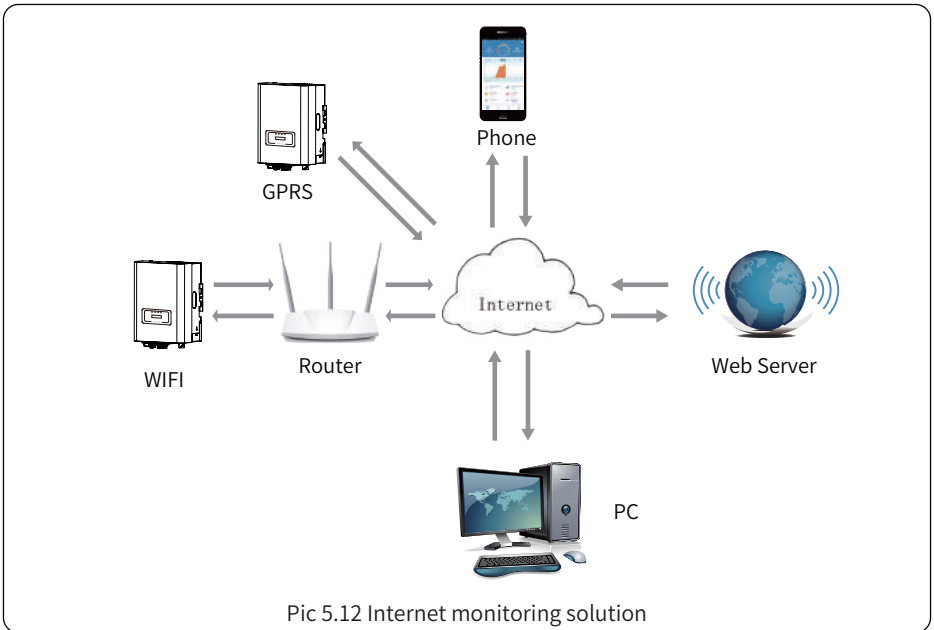 Phone
GPRS
Internet
WIFI
Router
Web Server
PC
Pic 5.12 Internet monitoring solution